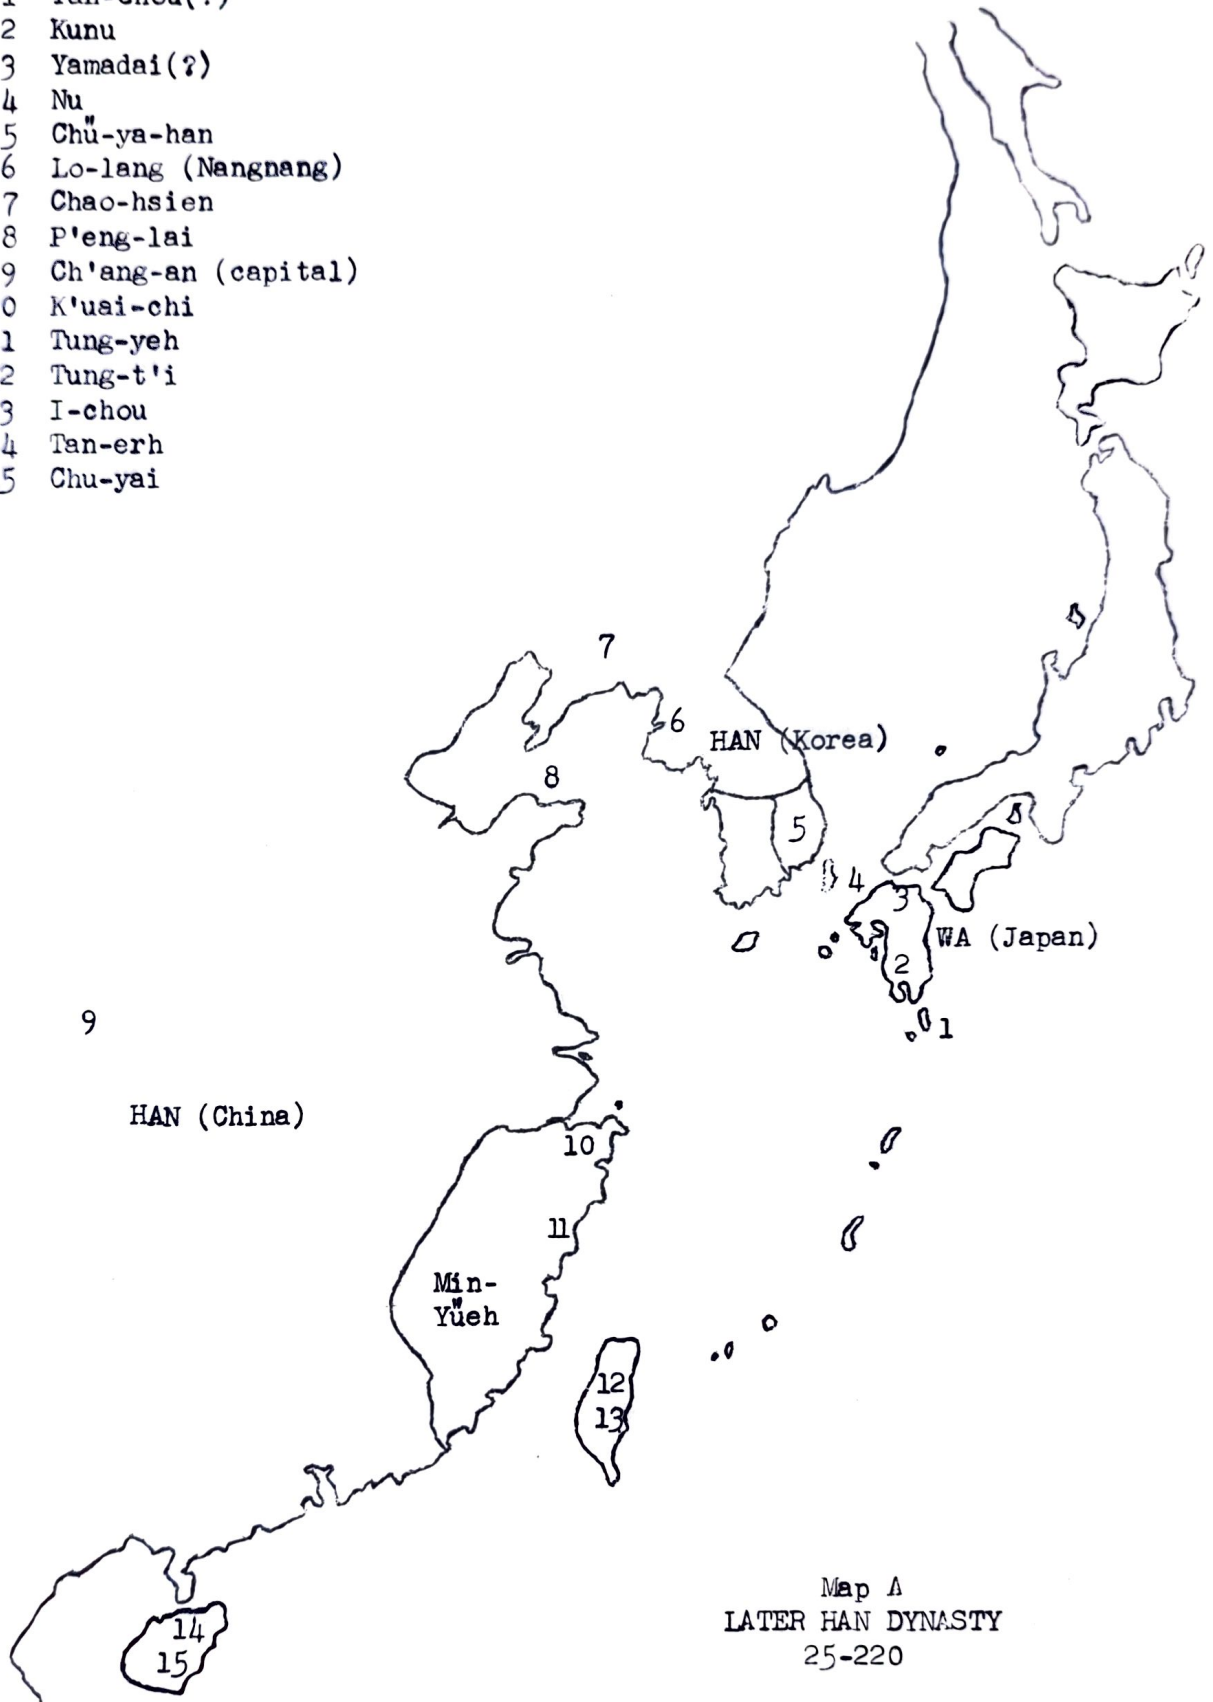 2 Kunu
3 Yamadai(?)
4 Nu
5 Chü-ya-han
6 Lo-lang (Nangnang)
7 Chao-hsien
8 P'eng-lai
9 Ch'ang-an (capital)
0 K'uai-chi
1 Tung-yeh
2 Tung-t'i
3 I-chou
4 Tan-erh
5 Chu-yai
7
6
HAN (Korea)
8
5
4
3
WA (Japan)
2
9
1
HAN (China)
10
11
Min-
Yüeh
12
13
14
15
Map A
LATER HAN DYNASTY
25-220